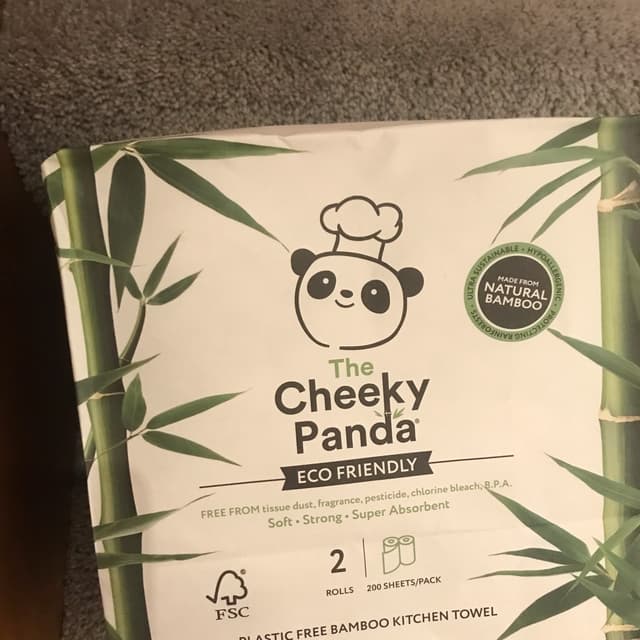 ULTRA SUSTAINABLE • HYPOALLERGENIC • PROTECTING RAINFORESTS •
MADE FROM
NATURAL
BAMBOO
The
Cheeky
Panda®
ECO FRIENDLY
FREE FROM tissue dust, fragrance, pesticide, chlorine bleach, B.P.A.
Soft • Strong • Super Absorbent
2
ROLLS
200 SHEETS/PACK
FSC
PLASTIC FREE BAMBOO KITCHEN TOWEL